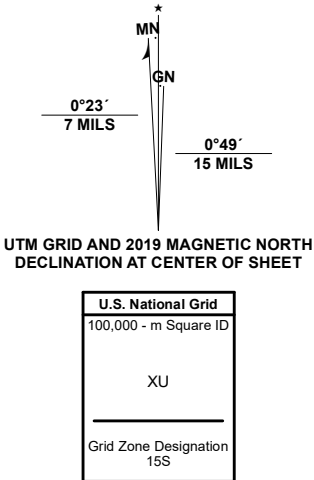 ★
MN
GN
0°23´
7 MILS
0°49´
15 MILS
UTM GRID AND 2019 MAGNETIC NORTH
DECLINATION AT CENTER OF SHEET
U.S. National Grid
100,000 - m Square ID
XU
Grid Zone Designation
15S